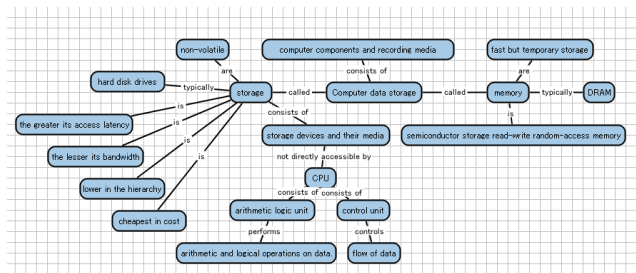 non-volatile
computer components and recording media
fast but temporary storage
are
consists of
are
hard disk drives
typically
storage
called
Computer data storage
called
memory
typically
DRAM
is
consists of
is
the greater its access latency
is
storage devices and their media
semiconductor storage read-write random-access memory
is
the lesser its bandwidth
is
not directly accessible by
CPU
lower in the hierarchy
consists of
consists of
arithmetic logic unit
control unit
cheapest in cost
performs
controls
arithmetic and logical operations on data.
flow of data